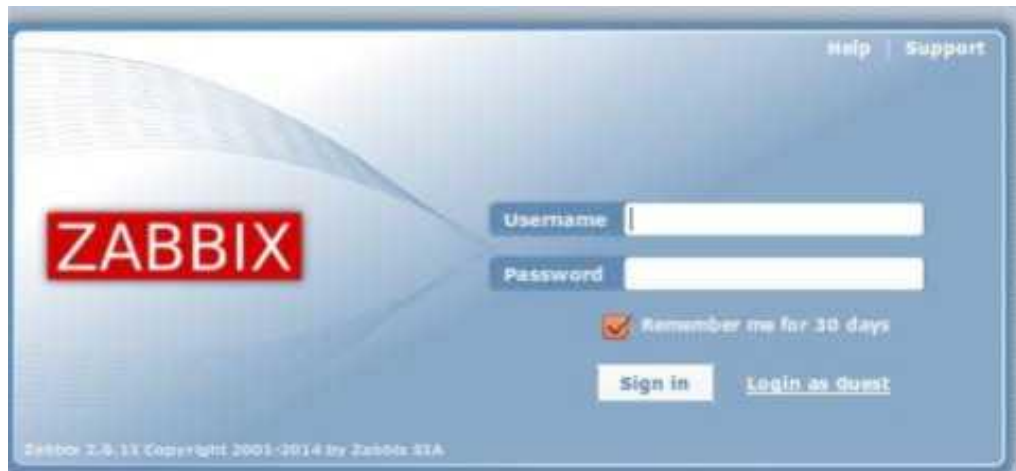 Help | Support
ZABBIX
Username
Password
Remember me for 30 days
Sign in Login as Guest
Zabbix Copyright 2001-2014 by Zabbix SIA